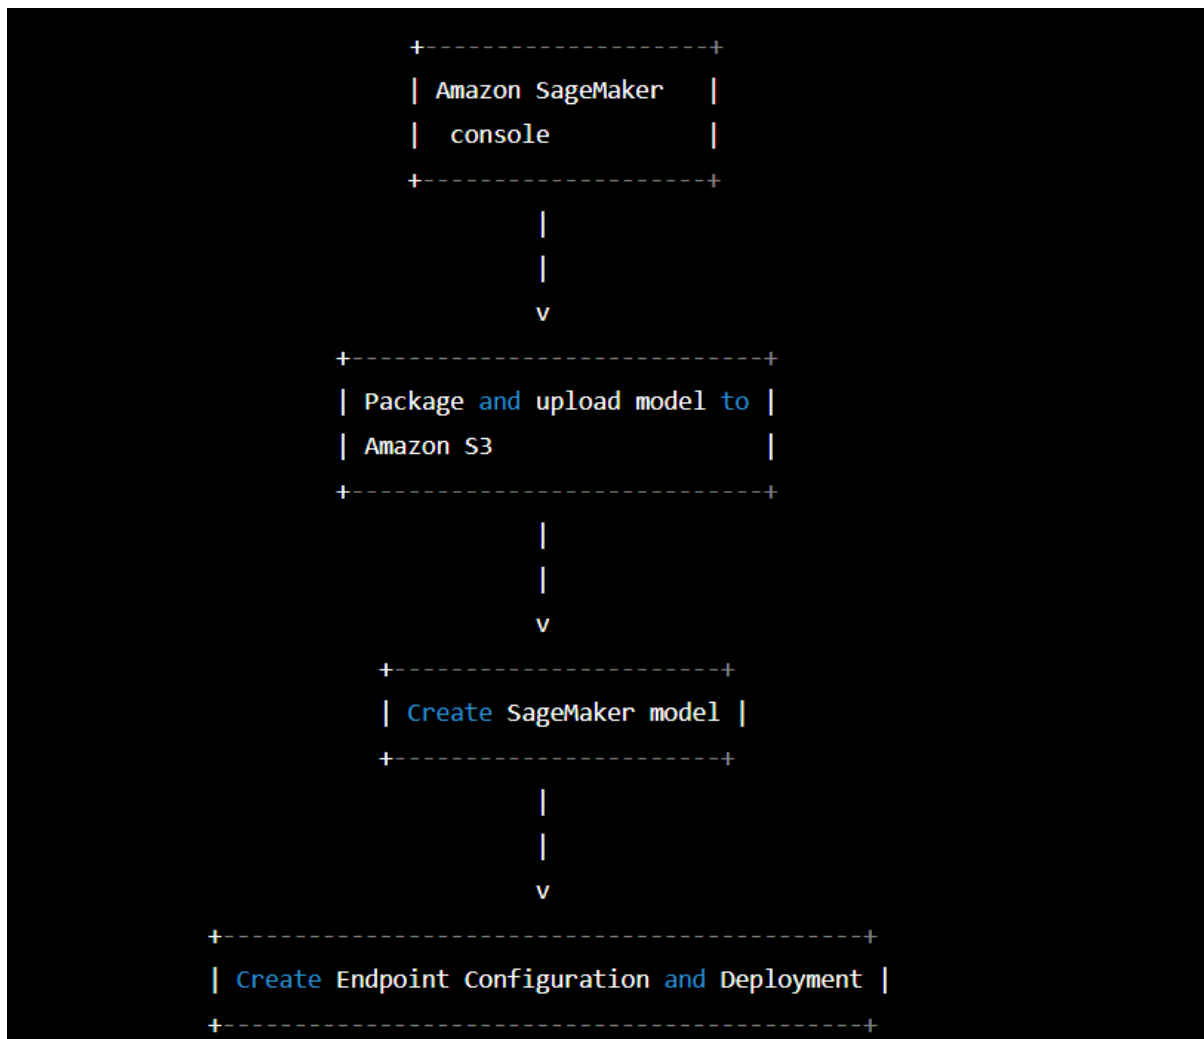 +--------------------+
| Amazon SageMaker   |
|  console           |
+--------------------+
|
|
v
+-----------------------------+
| Package and upload model to |
| Amazon S3                   |
+-----------------------------+
|
|
v
+-----------------------+
| Create SageMaker model |
+-----------------------+
|
|
v
+---------------------------------------------+
| Create Endpoint Configuration and Deployment |
+---------------------------------------------+